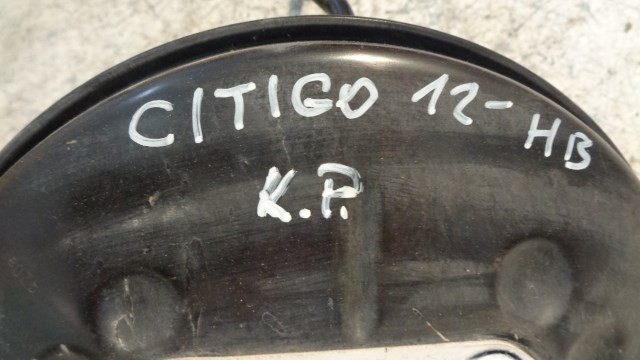 CITIGO 12- HB
K.P.